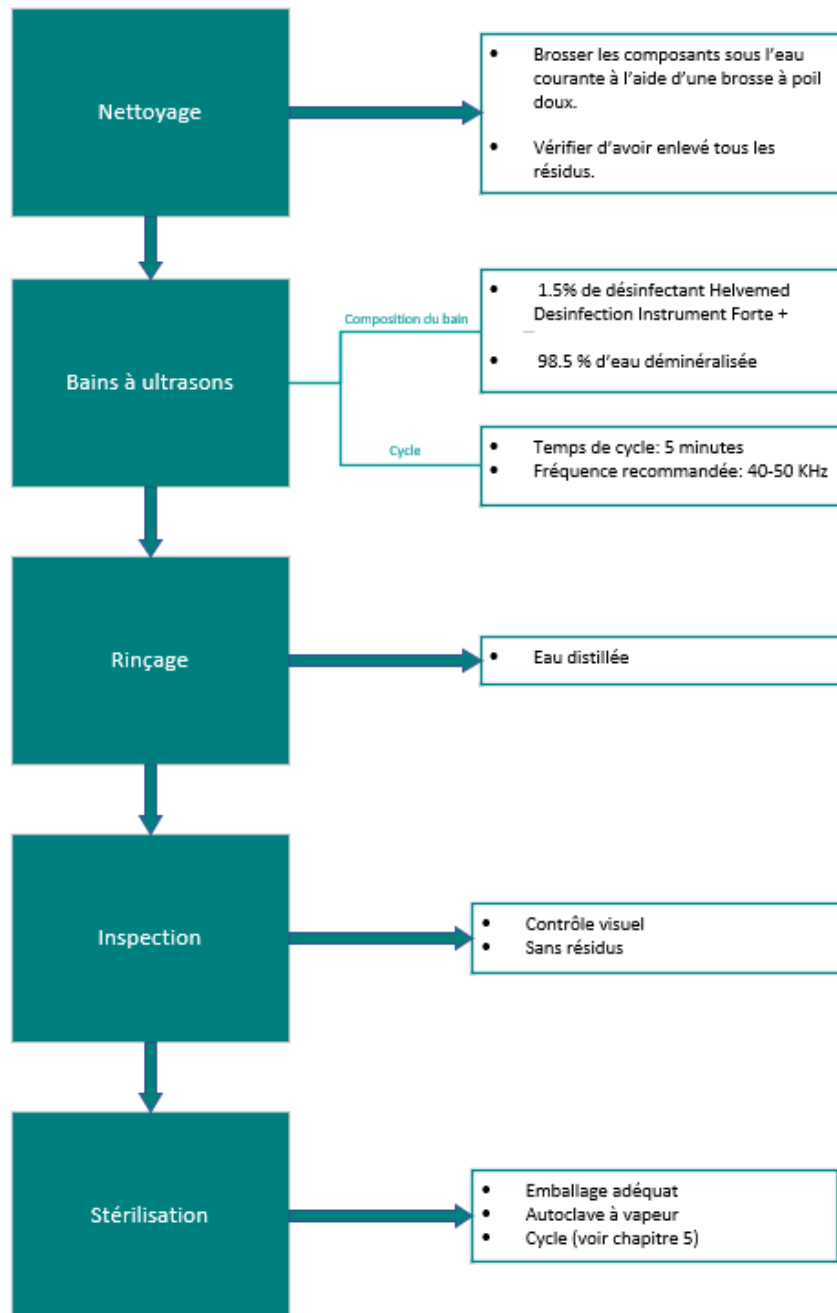 Nettoyage
• Brosser les composants sous l'eau
courante à l'aide d'une brosse à poil
doux.
• Vérifier d'avoir enlevé tous les
résidus.
Bains à ultrasons
Composition du bain
• 1.5% de désinfectant Helvemed
Desinfection Instrument Forte +
• 98.5 % d'eau déminéralisée
Cycle
• Temps de cycle: 5 minutes
• Fréquence recommandée: 40-50 KHz
Rinçage
• Eau distillée
Inspection
• Contrôle visuel
• Sans résidus
Stérilisation
• Emballage adéquat
• Autoclave à vapeur
• Cycle (voir chapitre 5)